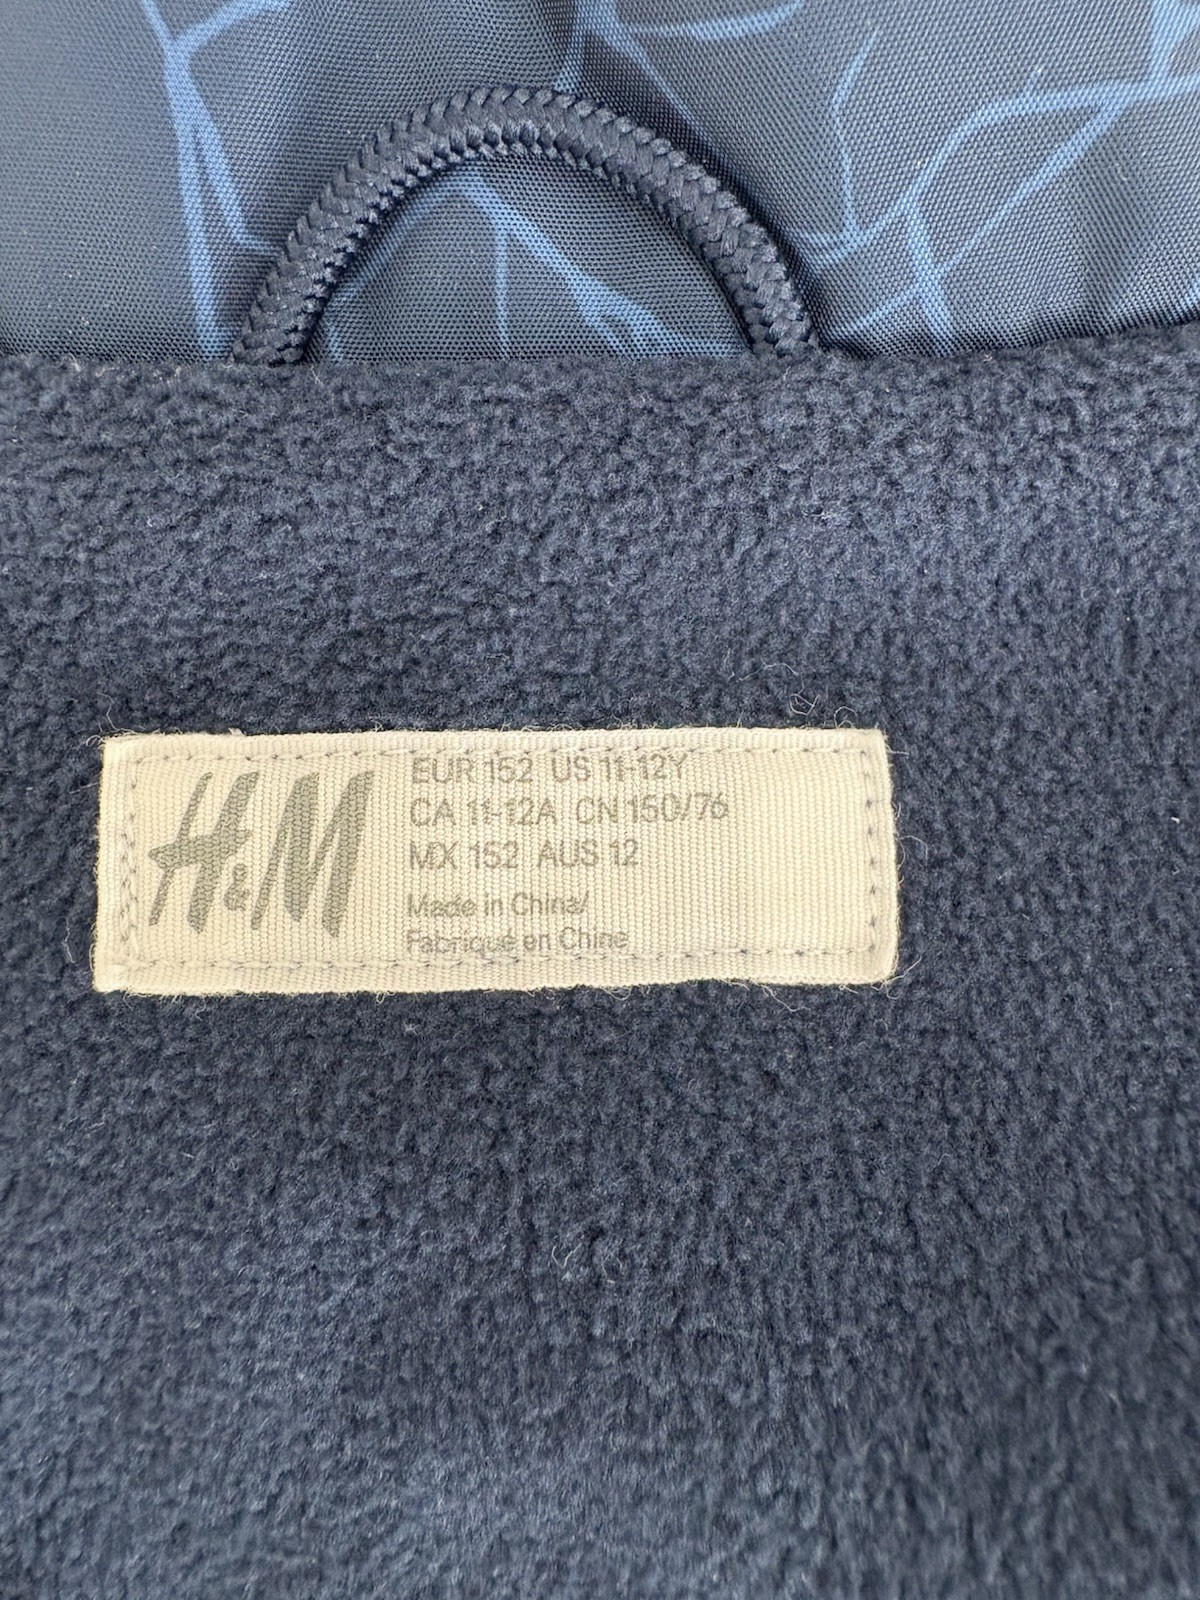 H&M
EUR 152 US 11-12Y
CA 11-12A CN 150/76
MX 152 AUS 12
Made in China/
Fabriqué en Chine